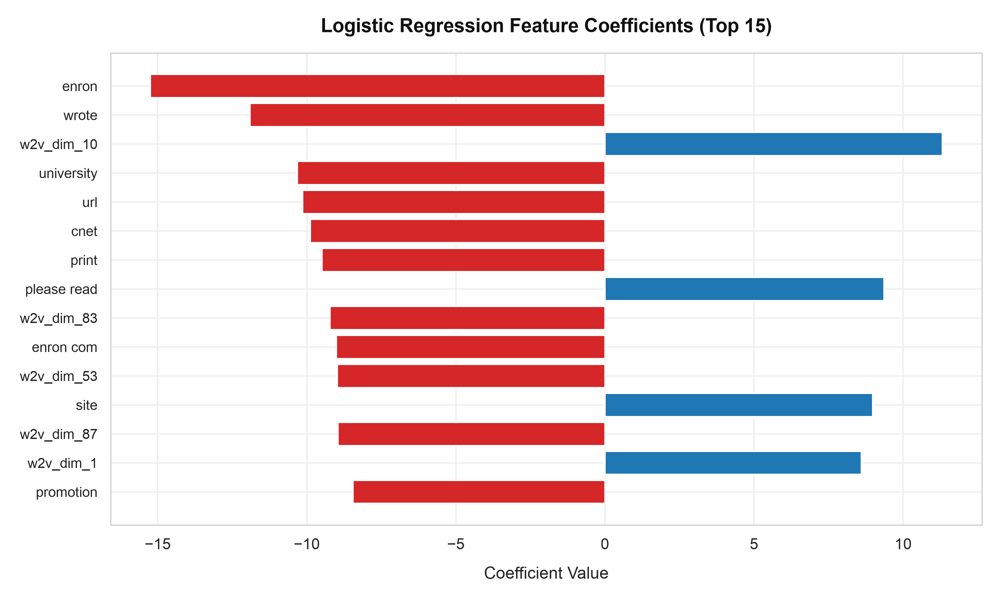 Logistic Regression Feature Coefficients (Top 15)
enron
wrote
w2v_dim_10
university
url
cnet
print
please read
w2v_dim_83
enron com
w2v_dim_53
site
w2v_dim_87
w2v_dim_1
promotion
−15 −10 −5 0 5 10
Coefficient Value